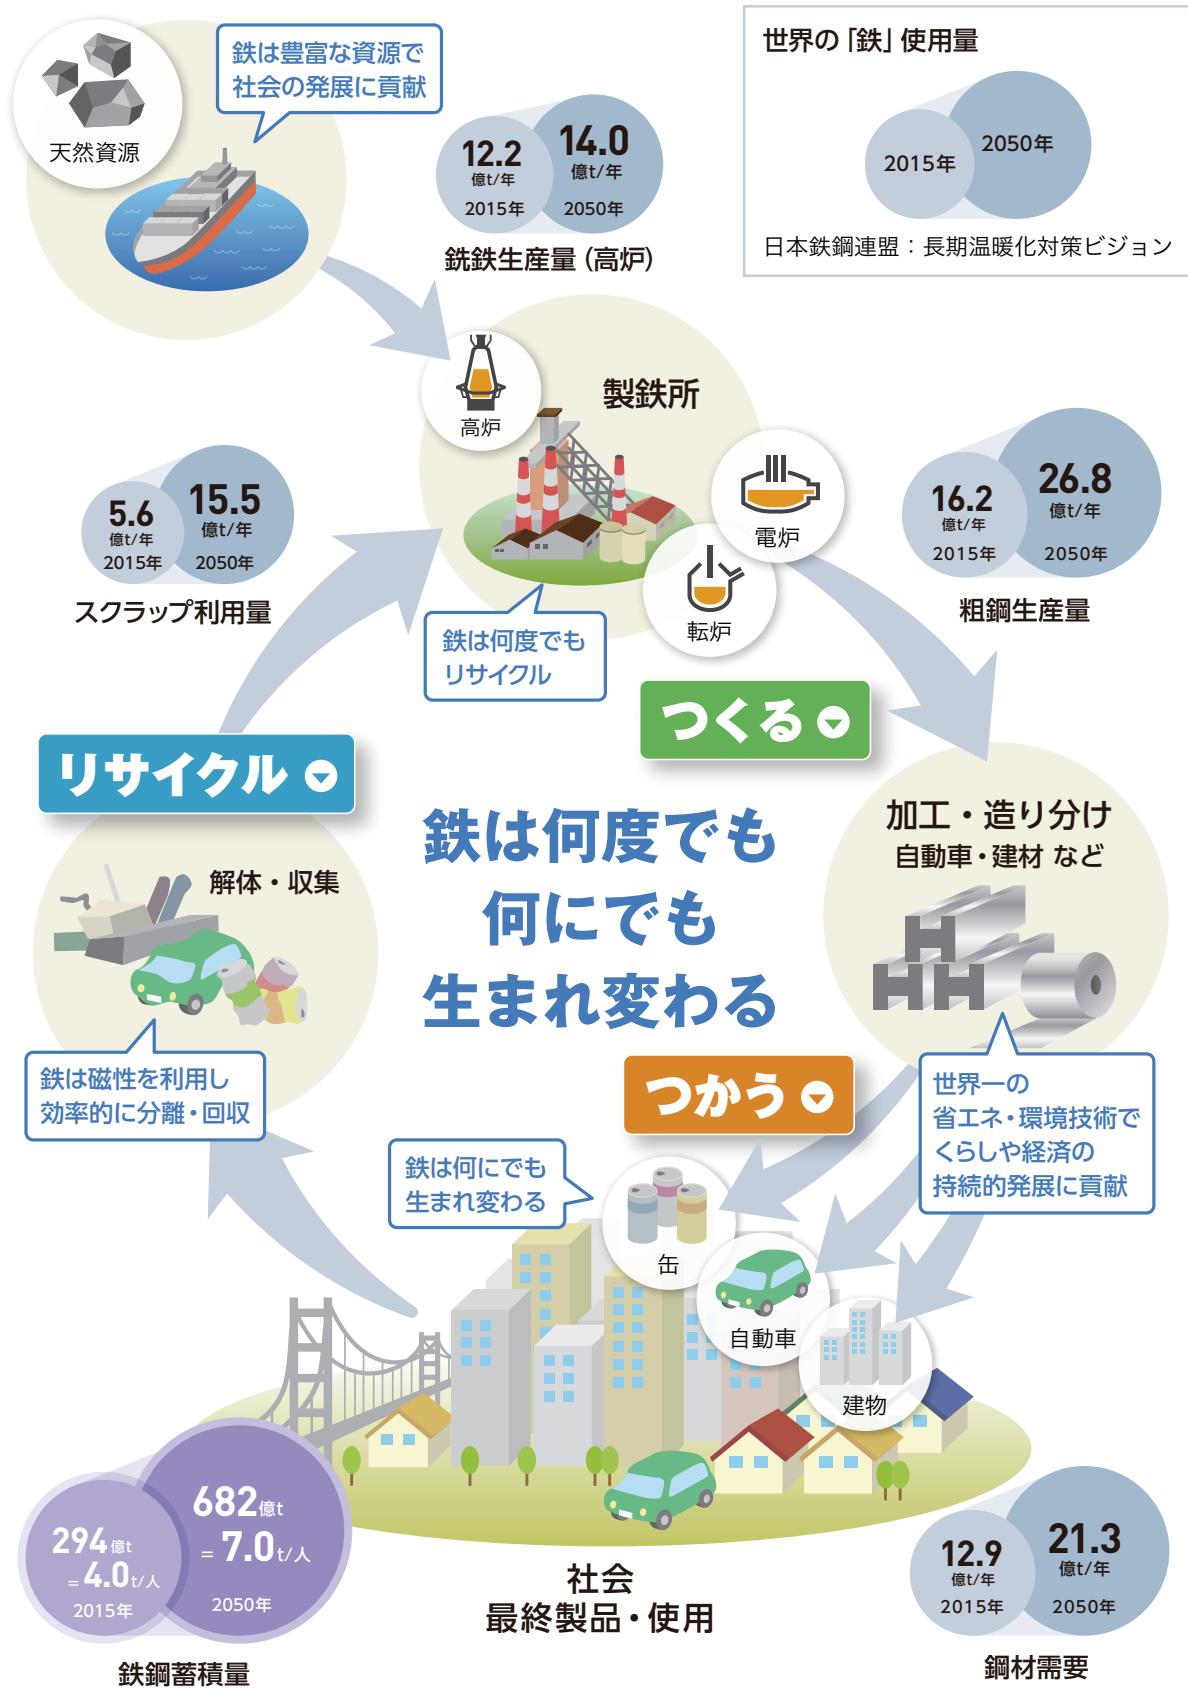 天然資源
鉄は豊富な資源で
社会の発展に貢献
世界の「鉄」使用量
2015年
2050年
日本鉄鋼連盟：長期温暖化対策ビジョン
12.2
億t/年
2015年
14.0
億t/年
2050年
銑鉄生産量（高炉）
高炉
製鉄所
電炉
転炉
鉄は何度でも
リサイクル
5.6
億t/年
2015年
15.5
億t/年
2050年
スクラップ利用量
16.2
億t/年
2015年
26.8
億t/年
2050年
粗鋼生産量
つくる
リサイクル
鉄は何度でも
何にでも
生まれ変わる
加工・造り分け
自動車・建材 など
解体・収集
鉄は磁性を利用し
効率的に分離・回収
つかう
世界一の
省エネ・環境技術で
くらしや経済の
持続的発展に貢献
鉄は何にでも
生まれ変わる
缶
自動車
建物
294億t
=4.0t/人
2015年
682億t
=7.0t/人
2050年
鉄鋼蓄積量
社会
最終製品・使用
12.9
億t/年
2015年
21.3
億t/年
2050年
鋼材需要